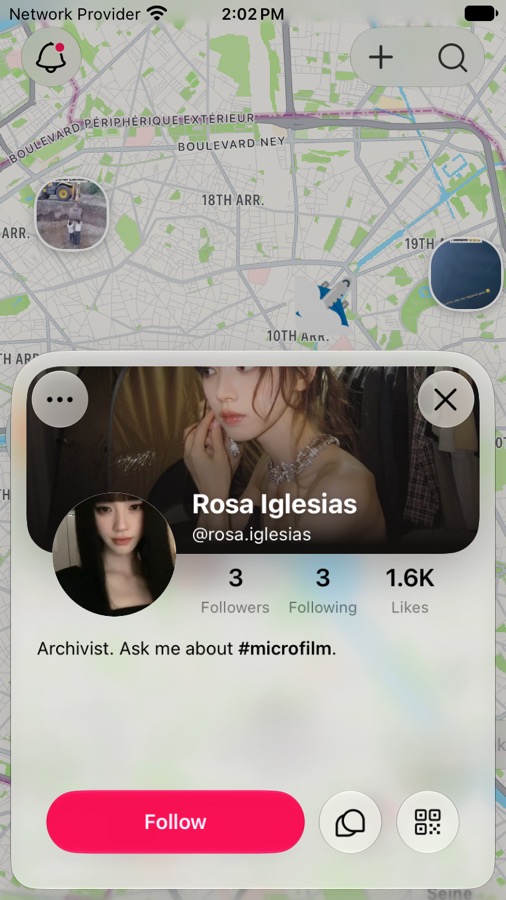 Network Provider
2:02 PM
BOULEVARD PÉRIPHÉRIQUE EXTÉRIEUR
BOULEVARD NEY
18TH ARR.
ARR.
19TH
10TH ARR.
TH ARR
Rosa Iglesias
@rosa.iglesias
3
3
1.6K
Followers
Following
Likes
Archivist. Ask me about #microfilm.
Follow
Seine